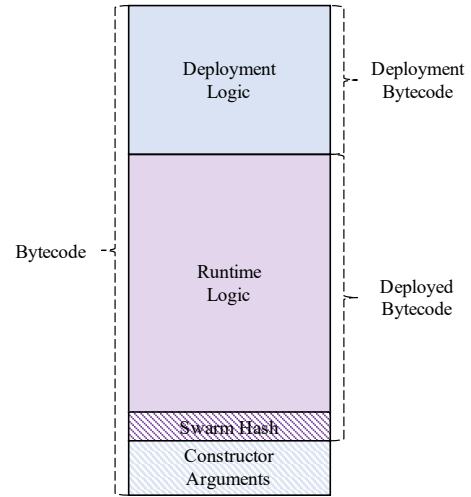 Deployment
Logic
Deployment
Bytecode
Bytecode
Runtime
Logic
Deployed
Bytecode
Swarm Hash
Constructor
Arguments